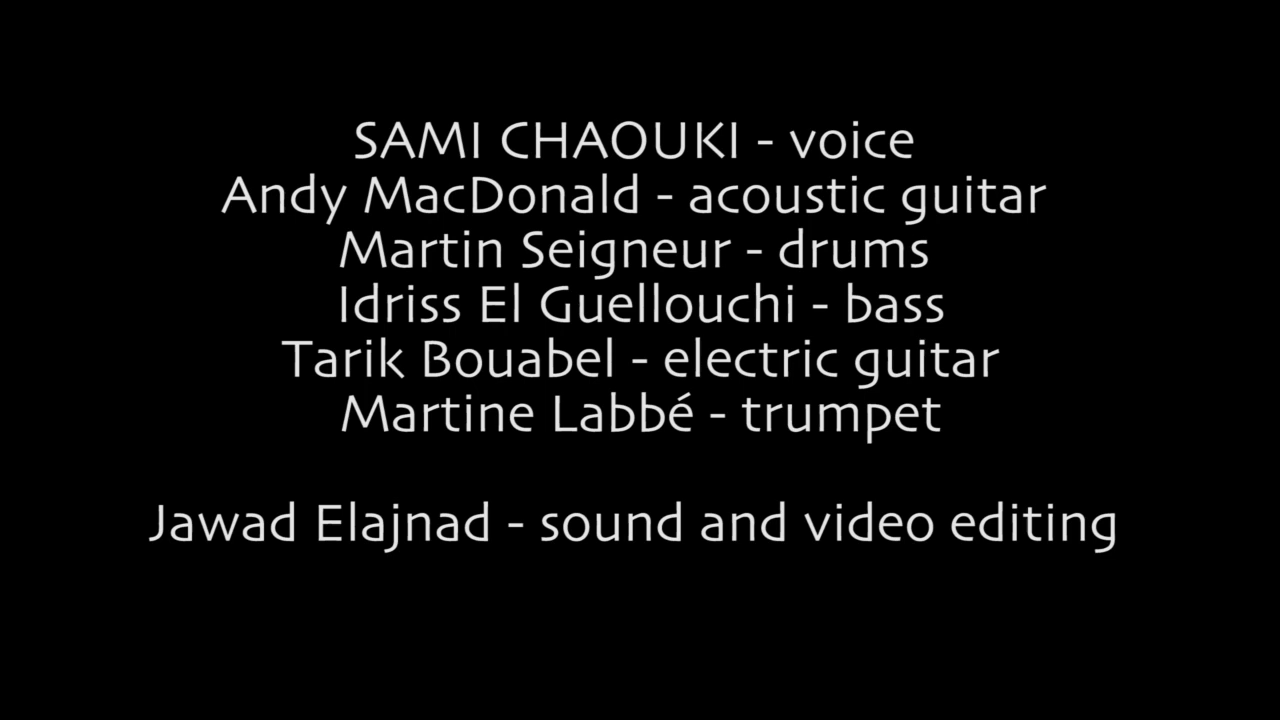 SAMI CHAOUKI - voice
Andy MacDonald - acoustic guitar
Martin Seigneur - drums
Idriss El Guellouchi - bass
Tarik Bouabel - electric guitar
Martine Labbé - trumpet
Jawad Elajnad - sound and video editing